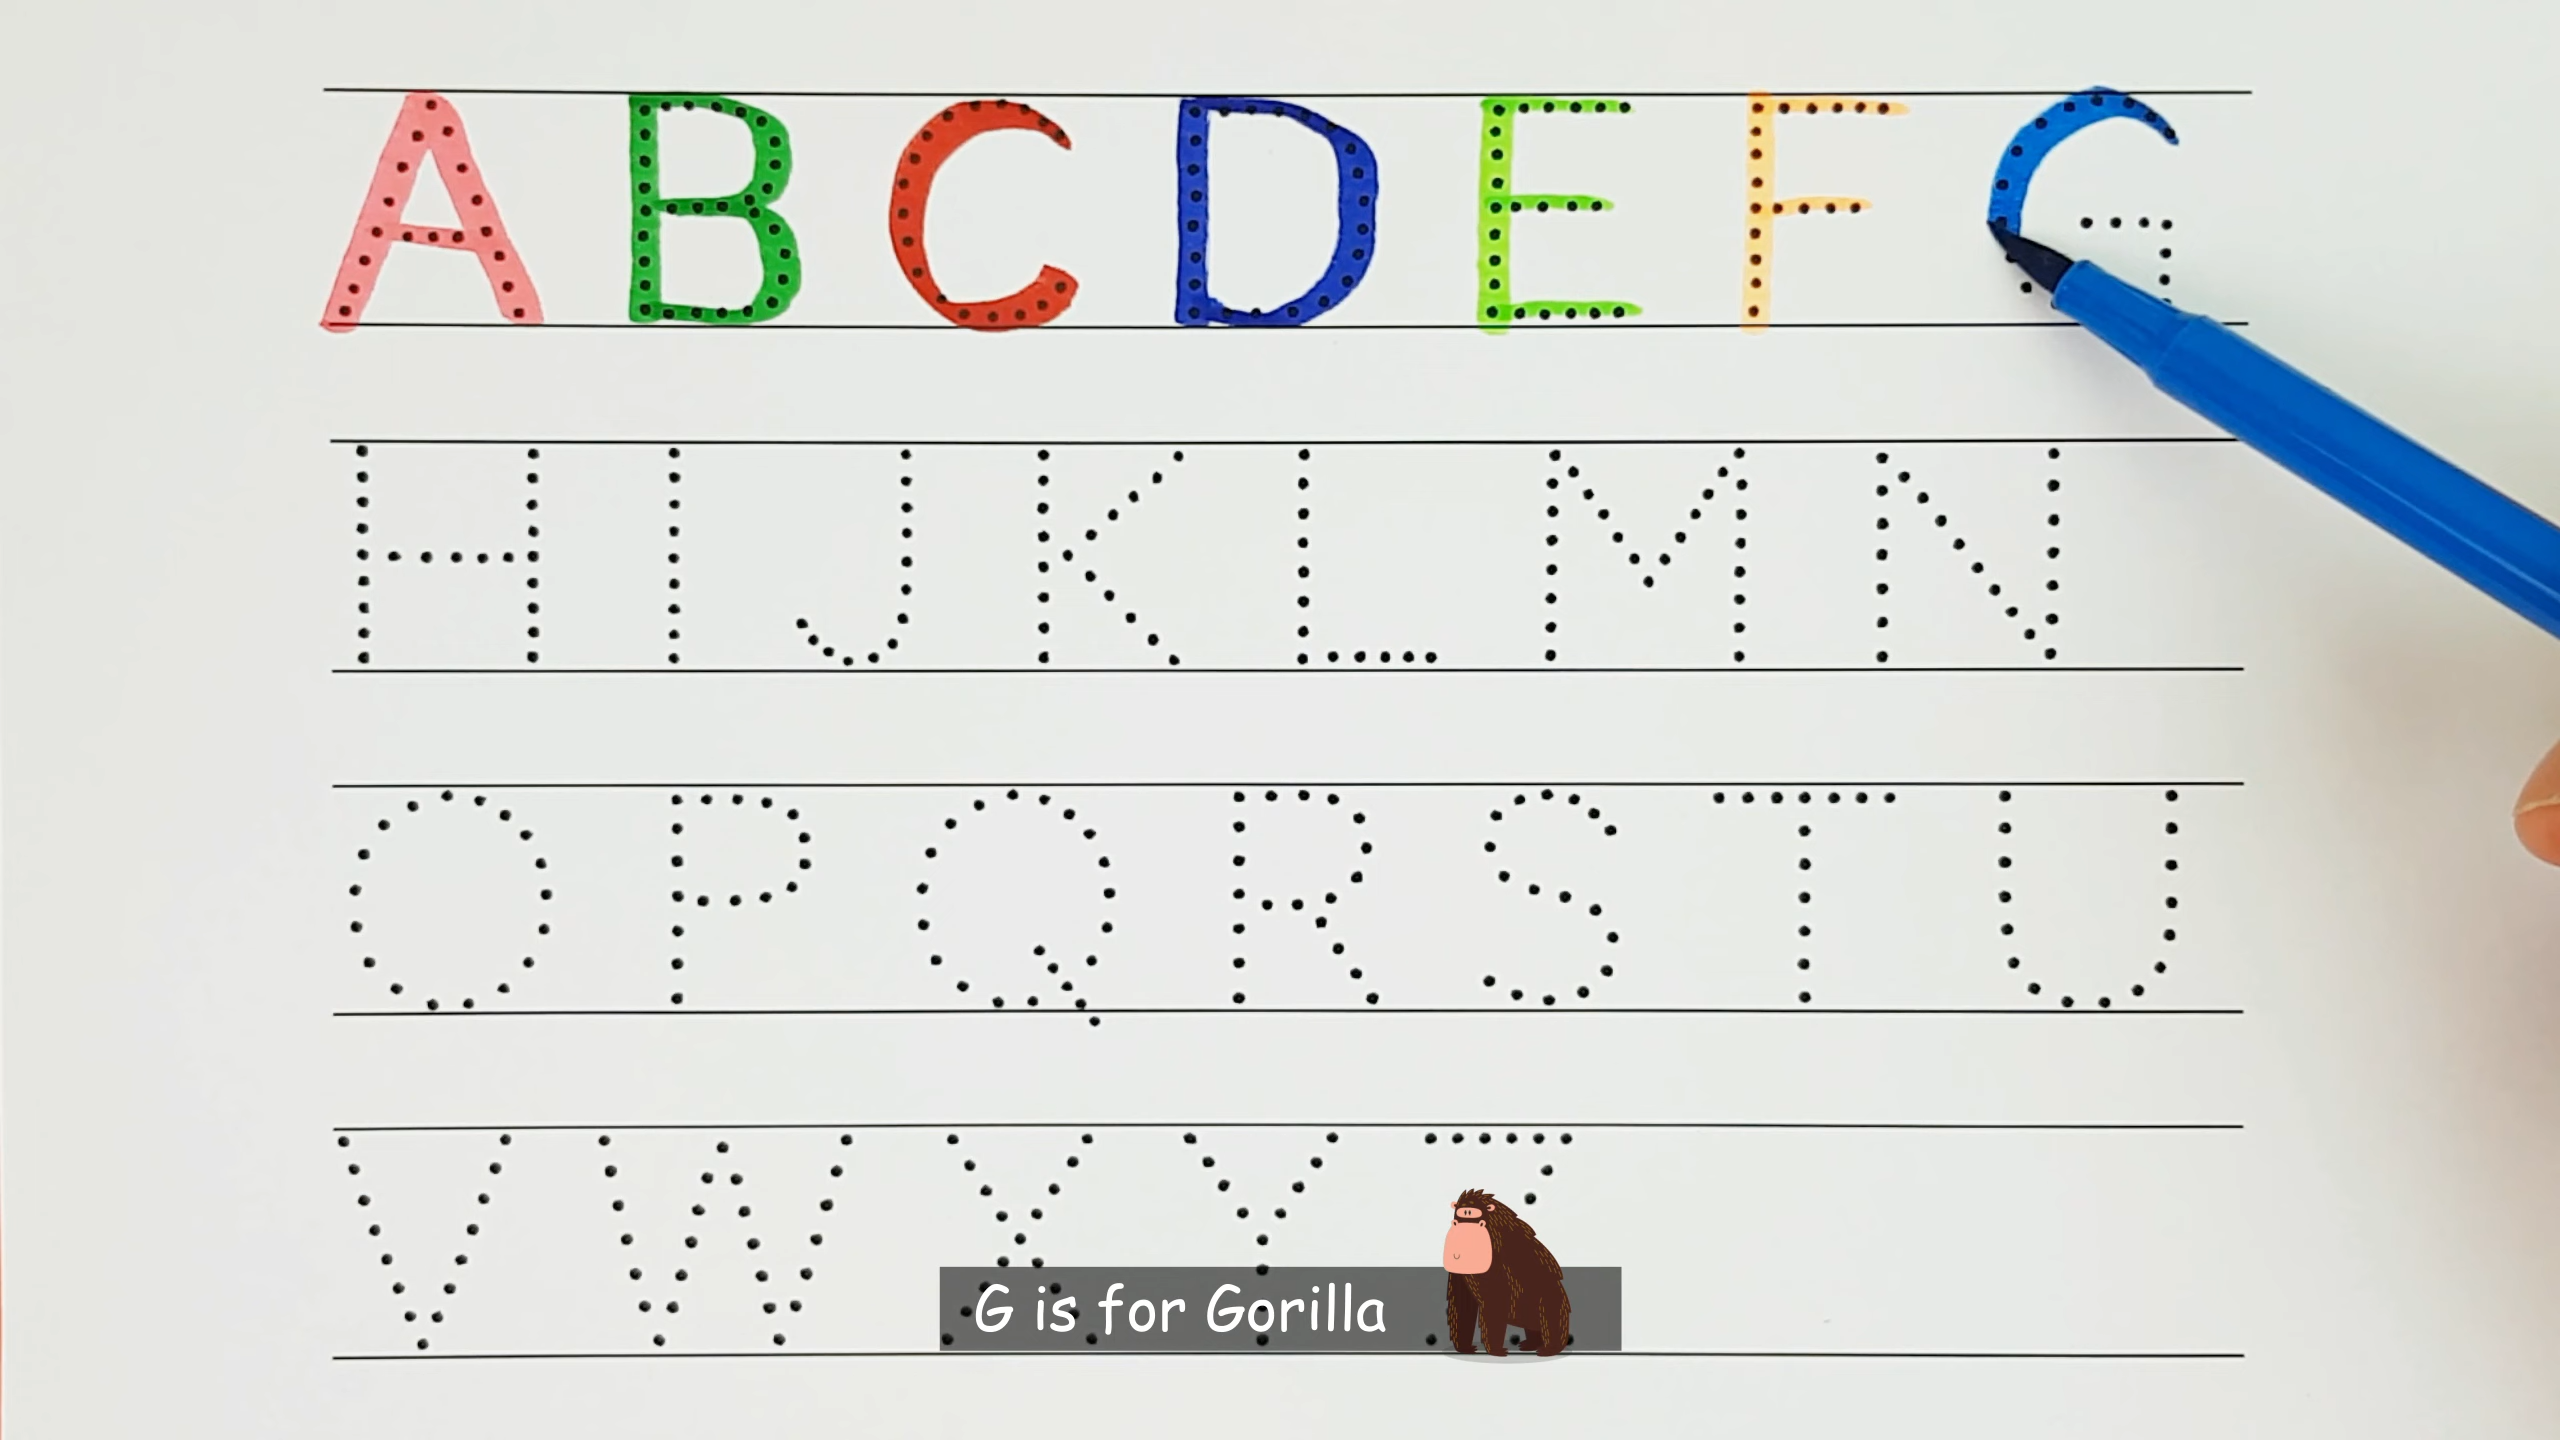 A B C D E F G
H I J K L M N
O P Q R S T U
V W X Y Z
G is for Gorilla